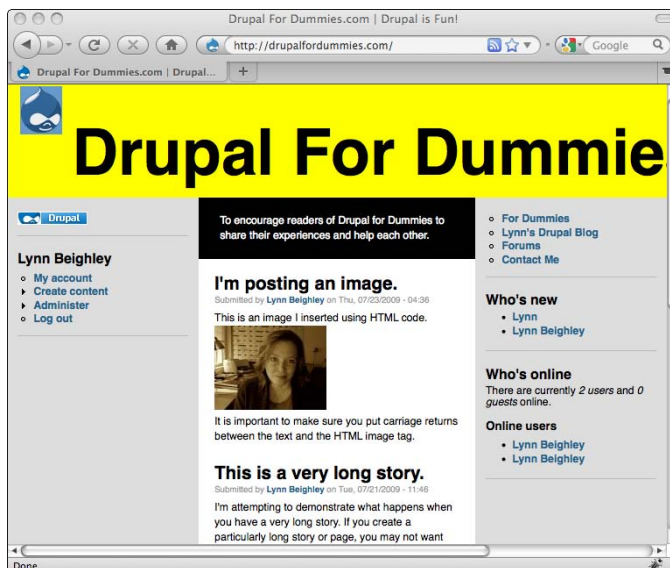 Drupal For Dummies.com | Drupal is Fun!
http://drupalfordummies.com/
Google
Drupal For Dummies.com | Drupal...
Drupal For Dummie
Drupal
Lynn Beighley
My account
Create content
Administer
Log out
To encourage readers of Drupal for Dummies to
share their experiences and help each other.
I'm posting an image.
Submitted by Lynn Beighley on Thu, 07/23/2009 - 04:36
This is an image I inserted using HTML code.
It is important to make sure you put carriage returns
between the text and the HTML image tag.
This is a very long story.
Submitted by Lynn Beighley on Tue, 07/21/2009 - 11:46
I'm attempting to demonstrate what happens when
you have a very long story. If you create a
particularly long story or page, you may not want
For Dummies
Lynn's Drupal Blog
Forums
Contact Me
Who's new
Lynn
Lynn Beighley
Who's online
There are currently 2 users and 0
guests online.
Online users
Lynn Beighley
Lynn Beighley
Done